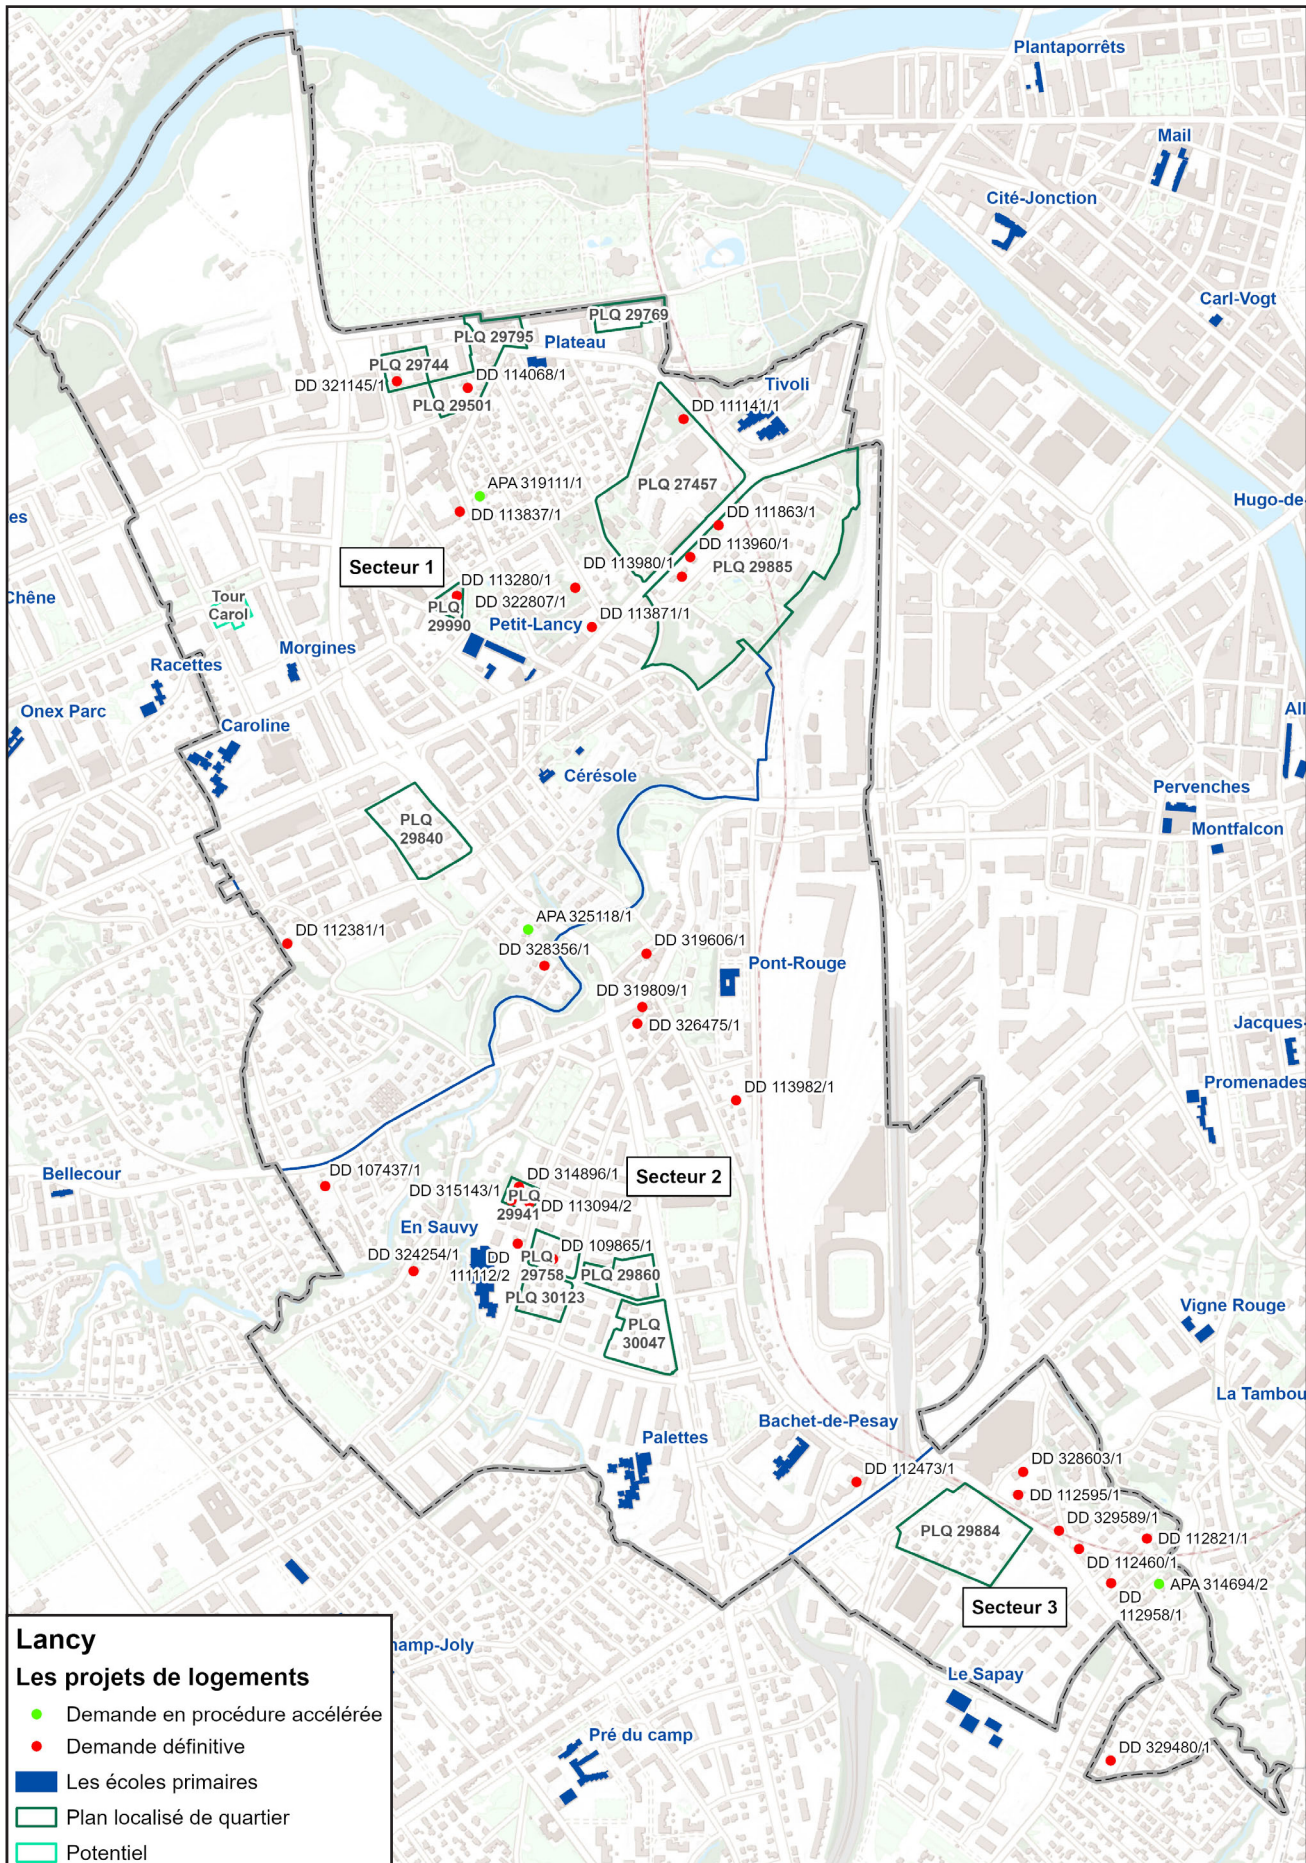 Plantaporrêts
Mail
Cité-Jonction
Carl-Vogt
PLQ 29769
PLQ 29795
Plateau
PLQ 29744
DD 321145/1
DD 114068/1
PLQ 29501
Tivoli
DD 111141/1
APA 319111/1
PLQ 27457
Hugo-de-
DD 113837/1
DD 111863/1
es
DD 113960/1
DD 113980/1
PLQ 29885
Secteur 1
DD 113280/1
DD 322807/1
Chêne
Tour
Carol
PLQ
29990
DD 113871/1
Petit-Lancy
Morgines
Racettes
Onex Parc
Caroline
All
Cérésole
Pervenches
Montfalcon
PLQ
29840
APA 325118/1
DD 112381/1
DD 328356/1
DD 319606/1
Pont-Rouge
DD 319809/1
DD 326475/1
Jacques-
Promenades
DD 113982/1
Bellecour
DD 107437/1
DD 314896/1
DD 315143/1
PLQ
29941
DD 113094/2
Secteur 2
En Sauvy
DD 324254/1
DD
111112/2
DD 109865/1
PLQ
29758
PLQ 29860
PLQ 30123
PLQ
30047
Vigne Rouge
La Tambou
Bachet-de-Pesay
Palettes
DD 112473/1
DD 328603/1
DD 112595/1
DD 329589/1
PLQ 29884
DD 112821/1
DD 112460/1
APA 314694/2
DD
112958/1
Secteur 3
hamp-Joly
Le Sapay
Pré du camp
DD 329480/1
Lancy
Les projets de logements
Demande en procédure accélérée
Demande définitive
Les écoles primaires
Plan localisé de quartier
Potentiel